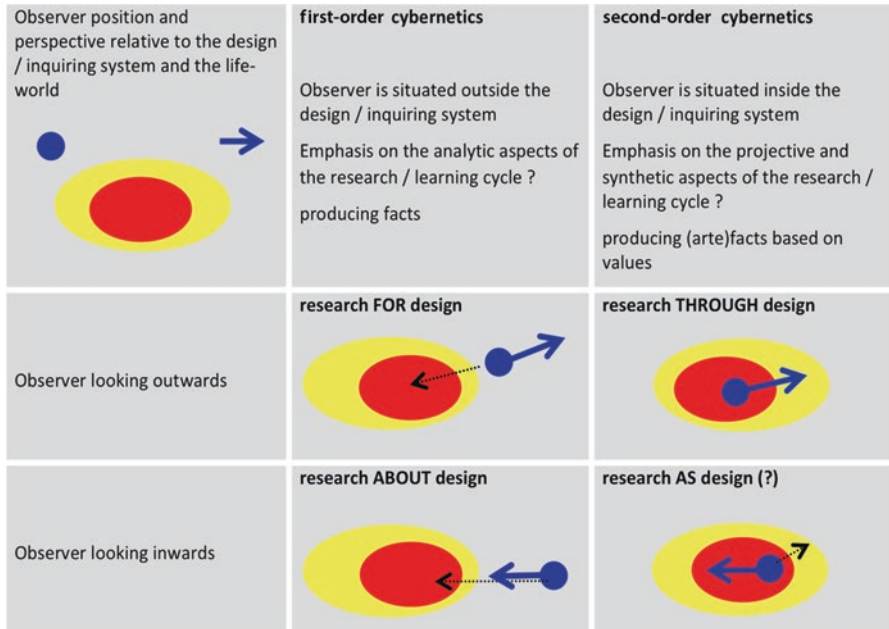 Observer position and
perspective relative to the design
/ inquiring system and the life-
world
first-order cybernetics
Observer is situated outside the
design / inquiring system
Emphasis on the analytic aspects of
the research / learning cycle ?
producing facts
second-order cybernetics
Observer is situated inside the
design / inquiring system
Emphasis on the projective and
synthetic aspects of the research /
learning cycle ?
producing (arte)facts based on
values
Observer looking outwards
research FOR design
research THROUGH design
Observer looking inwards
research ABOUT design
research AS design (?)